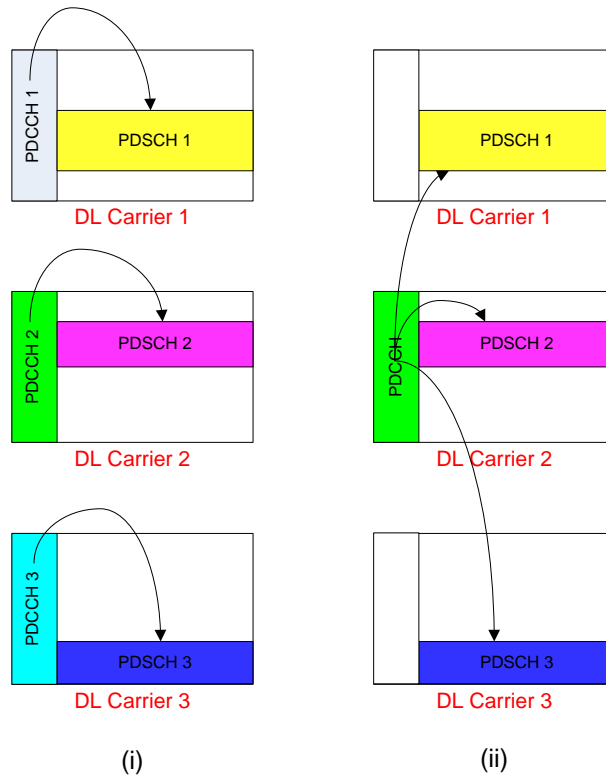 PDCCH 1
PDSCH 1
DL Carrier 1
PDCCH 2
PDSCH 2
DL Carrier 2
PDCCH 3
PDSCH 3
DL Carrier 3
(i)
PDSCH 1
DL Carrier 1
PDCCH
PDSCH 2
DL Carrier 2
PDSCH 3
DL Carrier 3
(ii)